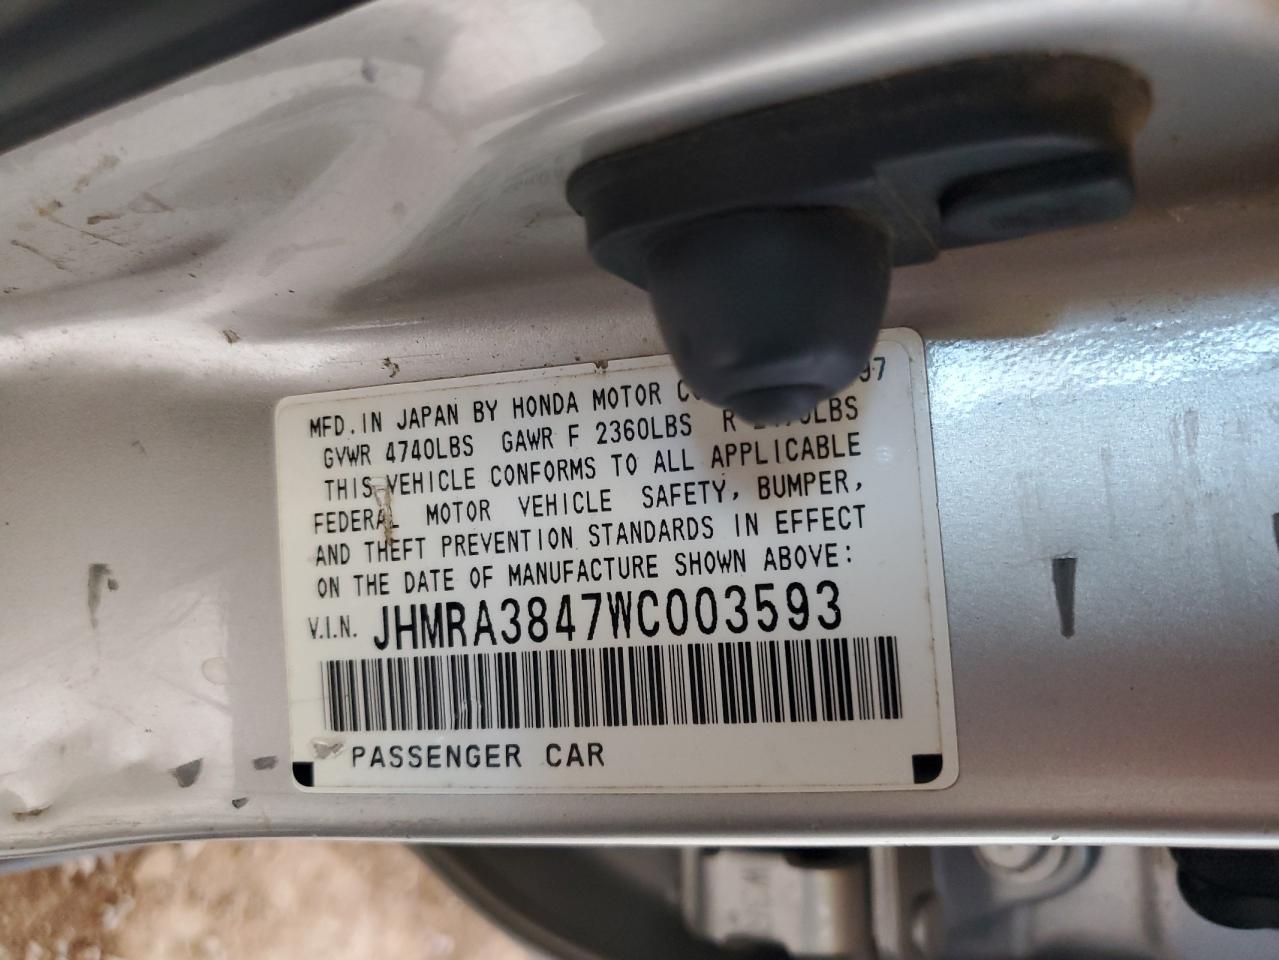 MFD. IN JAPAN BY HONDA MOTOR 97
GVWR 4740LBS GAWR F 2360LBS R
THIS VEHICLE CONFORMS TO ALL APPLICABLE
FEDERAL MOTOR VEHICLE SAFETY, BUMPER,
AND THEFT PREVENTION STANDARDS IN EFFECT
ON THE DATE OF MANUFACTURE SHOWN ABOVE:
V.I.N. JHMRA3847WC003593
PASSENGER CAR